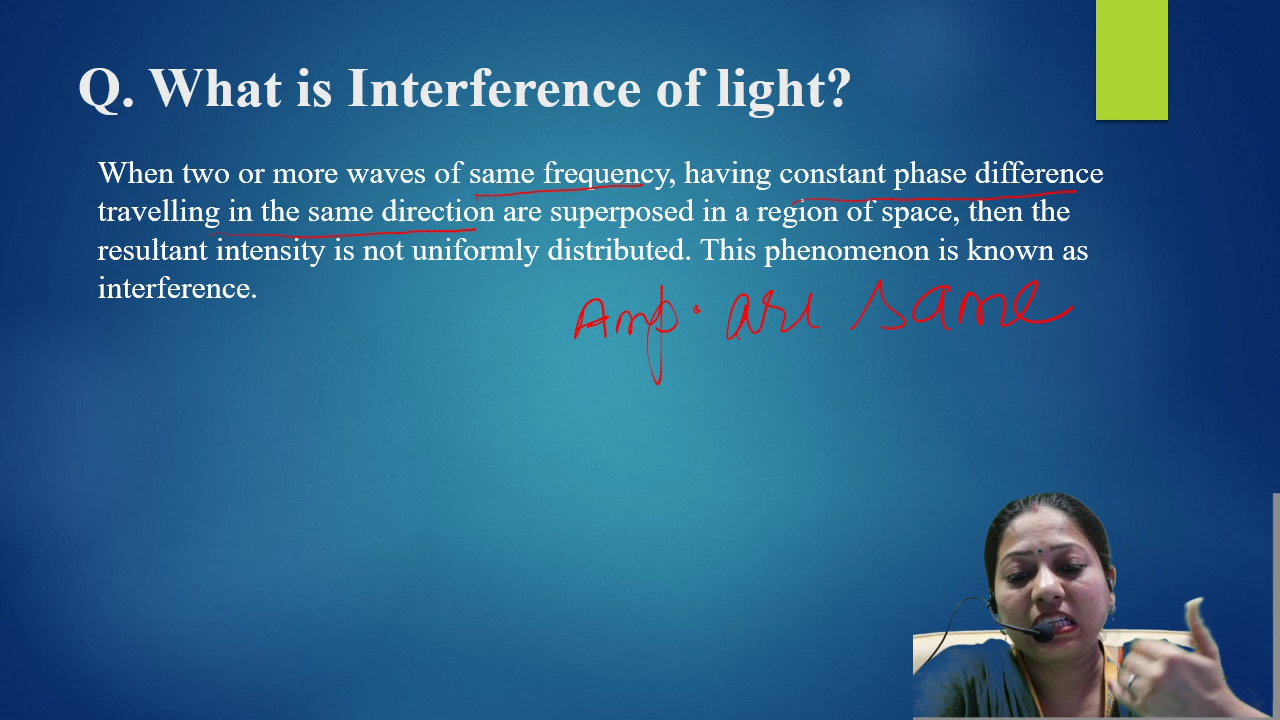 Q. What is Interference of light?
When two or more waves of same frequency, having constant phase difference
travelling in the same direction are superposed in a region of space, then the
resultant intensity is not uniformly distributed. This phenomenon is known as
interference.
Amp. are same